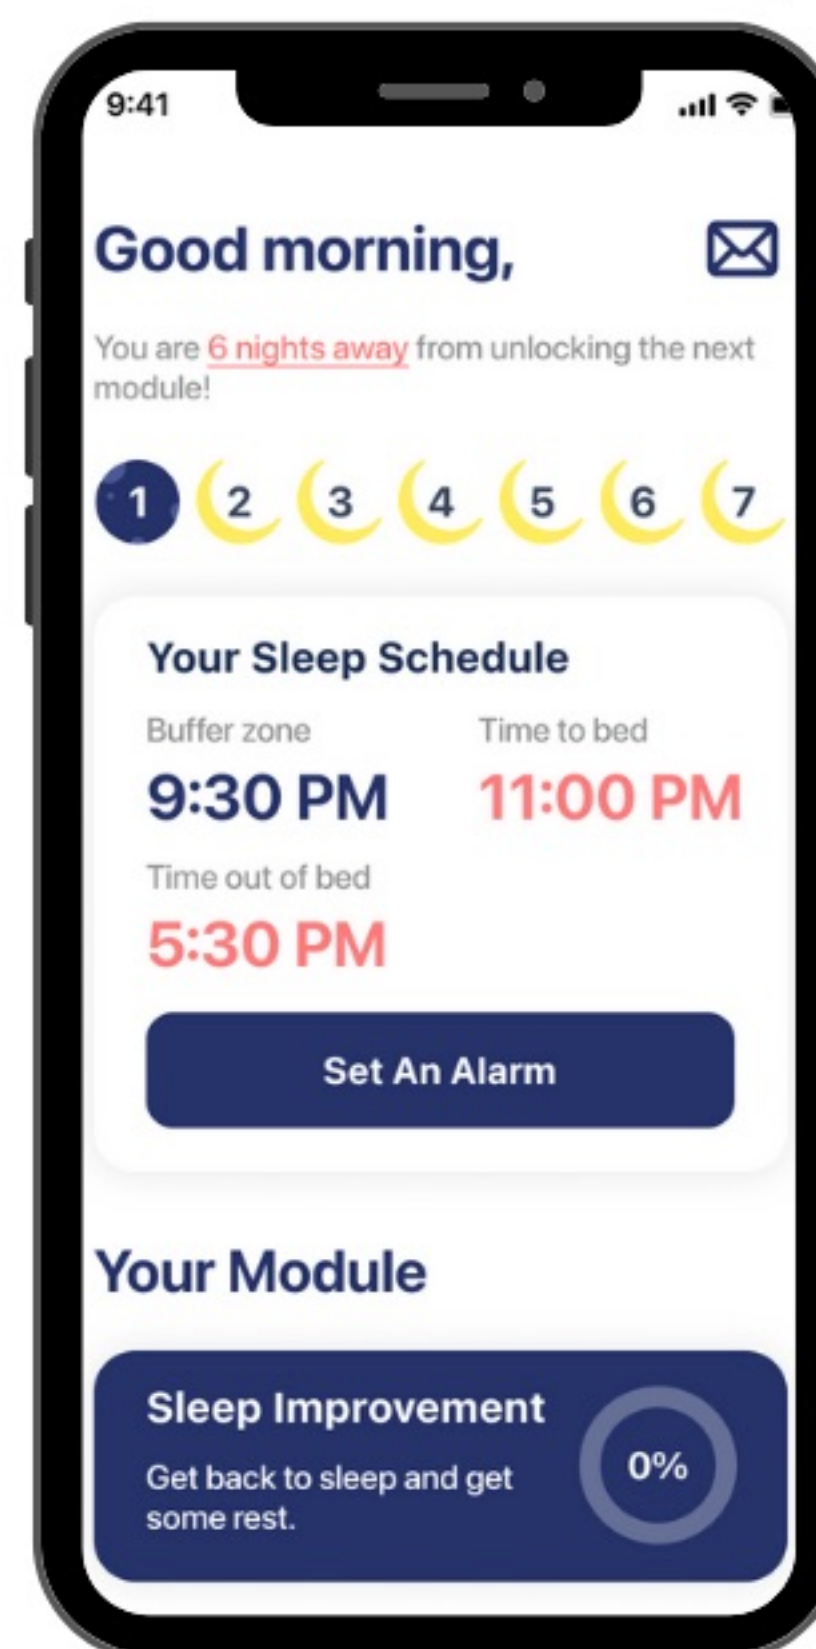 9:41
Good morning,
You are 6 nights away from unlocking the next
module!
1 2 3 4 5 6 7
Your Sleep Schedule
Buffer zone Time to bed
9:30 PM 11:00 PM
Time out of bed
5:30 PM
Set An Alarm
Your Module
Sleep Improvement
Get back to sleep and get
some rest.
0%